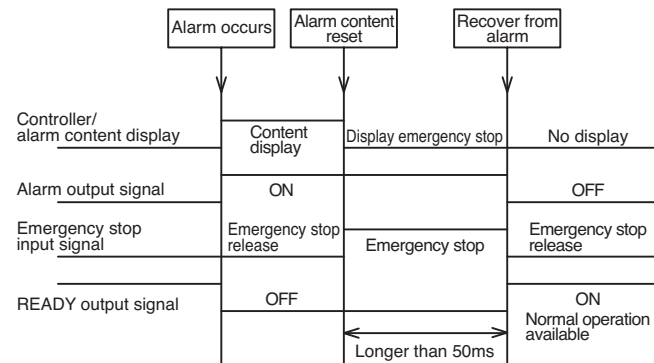 Alarm occurs
Alarm content
reset
Recover from
alarm
Controller/
alarm content display
Content
display
Display emergency stop
No display
Alarm output signal
ON
OFF
Emergency stop
input signal
Emergency stop
release
Emergency stop
Emergency stop
release
READY output signal
OFF
ON
Normal operation
available
Longer than 50ms